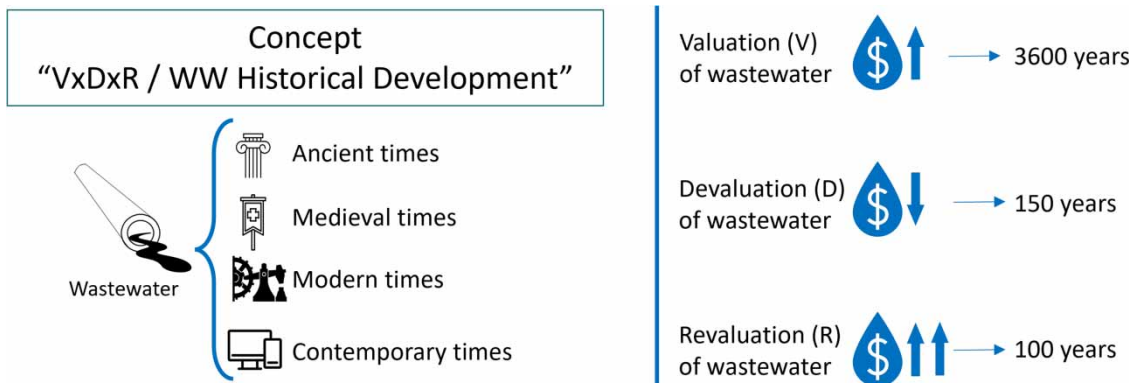 Concept
“VxDxR / WW Historical Development”
Wastewater
Ancient times
Medieval times
Modern times
Contemporary times
Valuation (V)
of wastewater
$
3600 years
Devaluation (D)
of wastewater
$
150 years
Revaluation (R)
of wastewater
$
100 years